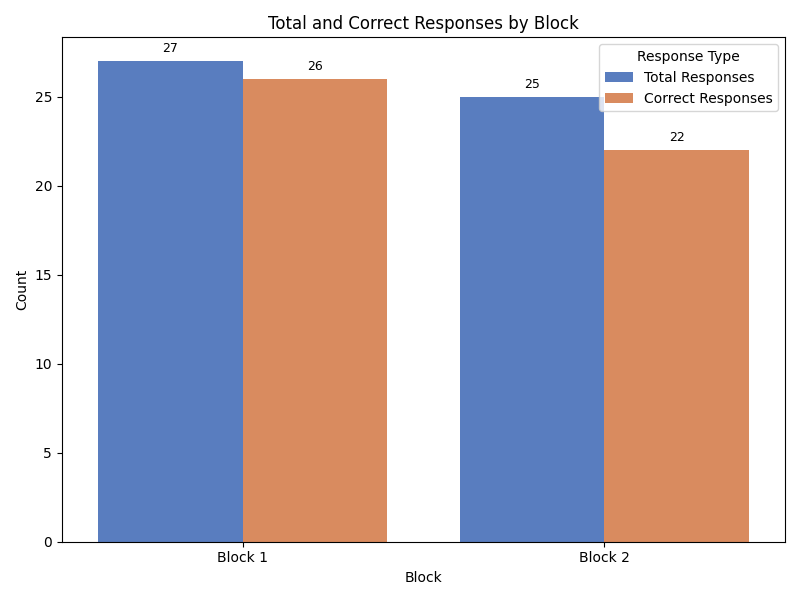 Total and Correct Responses by Block
27
26
25
22
Response Type
Total Responses
Correct Responses
Count
25
20
15
10
5
0
Block 1
Block 2
Block